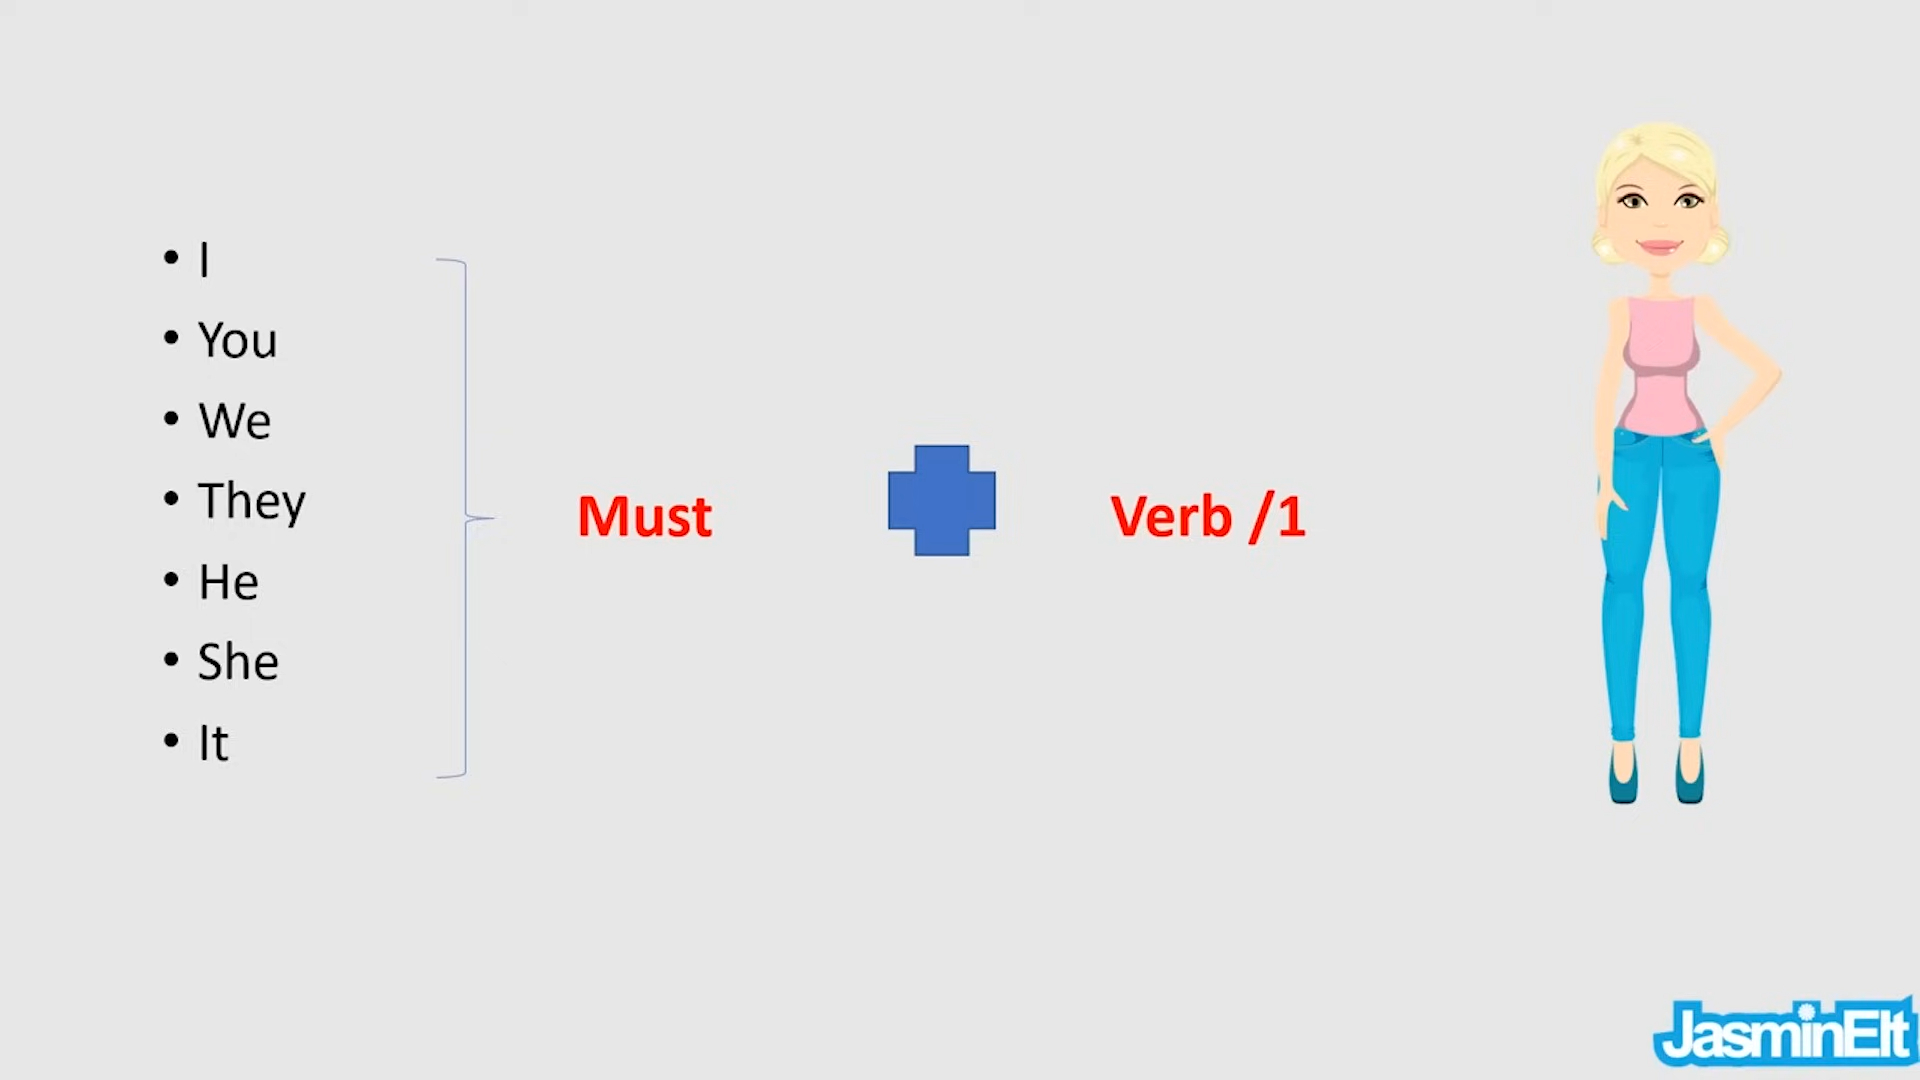 • I
• You
• We
• They
• He
• She
• It
Must
Verb /1
JasminElt